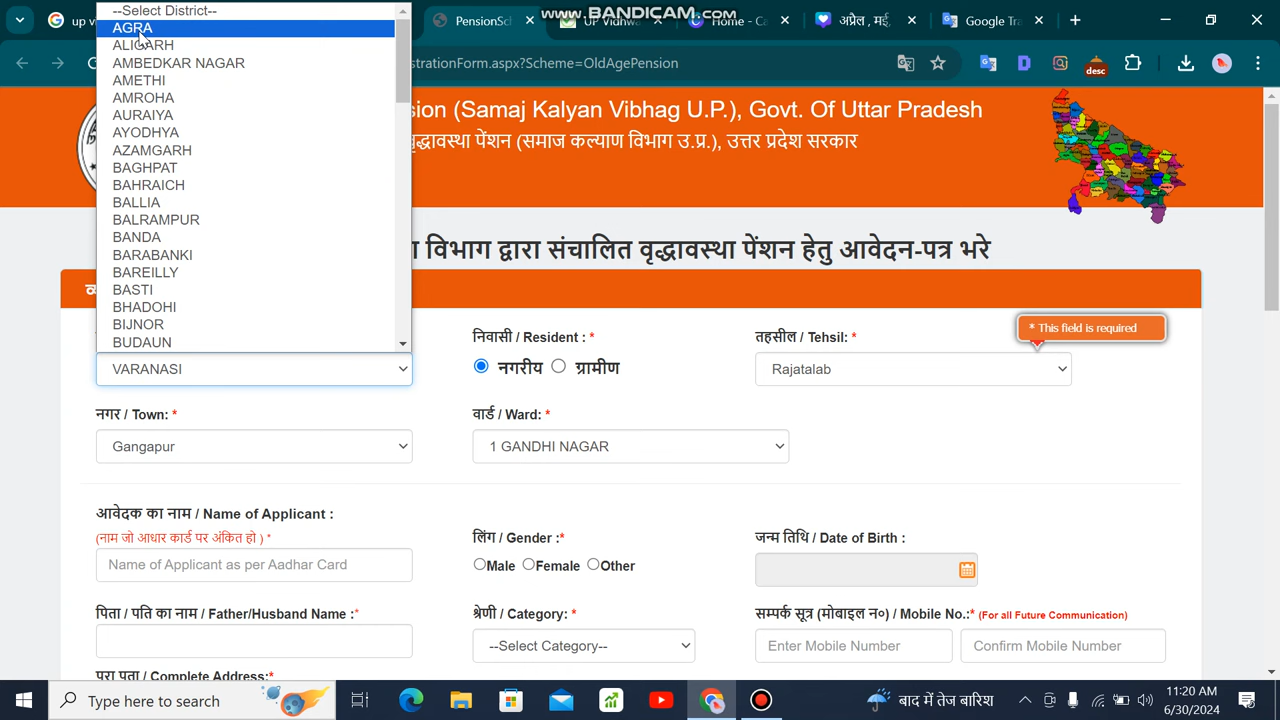 www.BANDICAM.com
PensionSch
UP Vidhwa
Home - Ca
अप्रैल , मई,
Google Tra
strationForm.aspx?Scheme=OldAgePension
desc
sion (Samaj Kalyan Vibhag U.P.), Govt. Of Uttar Pradesh
वृद्धावस्था पेंशन (समाज कल्याण विभाग उ.प्र.), उत्तर प्रदेश सरकार
विभाग द्वारा संचालित वृद्धावस्था पेंशन हेतु आवेदन-पत्र भरे
--Select District--
AGRA
ALIGARH
AMBEDKAR NAGAR
AMETHI
AMROHA
AURAIYA
AYODHYA
AZAMGARH
BAGHPAT
BAHRAICH
BALLIA
BALRAMPUR
BANDA
BARABANKI
BAREILLY
BASTI
BHADOHI
BIJNOR
BUDAUN
VARANASI
निवासी / Resident : *
नगरीय ग्रामीण
* This field is required
तहसील / Tehsil: *
Rajatalab
नगर / Town: *
Gangapur
वार्ड / Ward: *
1 GANDHI NAGAR
आवेदक का नाम / Name of Applicant :
(नाम जो आधार कार्ड पर अंकित हो ) *
Name of Applicant as per Aadhar Card
लिंग / Gender :*
Male Female Other
जन्म तिथि / Date of Birth :
पिता / पति का नाम / Father/Husband Name :*
श्रेणी / Category: *
--Select Category--
सम्पर्क सूत्र (मोबाइल न०) / Mobile No.:* (For all Future Communication)
Enter Mobile Number
Confirm Mobile Number
पूरा पता / Complete Address:*
Type here to search
बाद में तेज बारिश
11:20 AM
6/30/2024